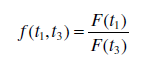 f(t₁,t₃) = F(t₁) / F(t₃)